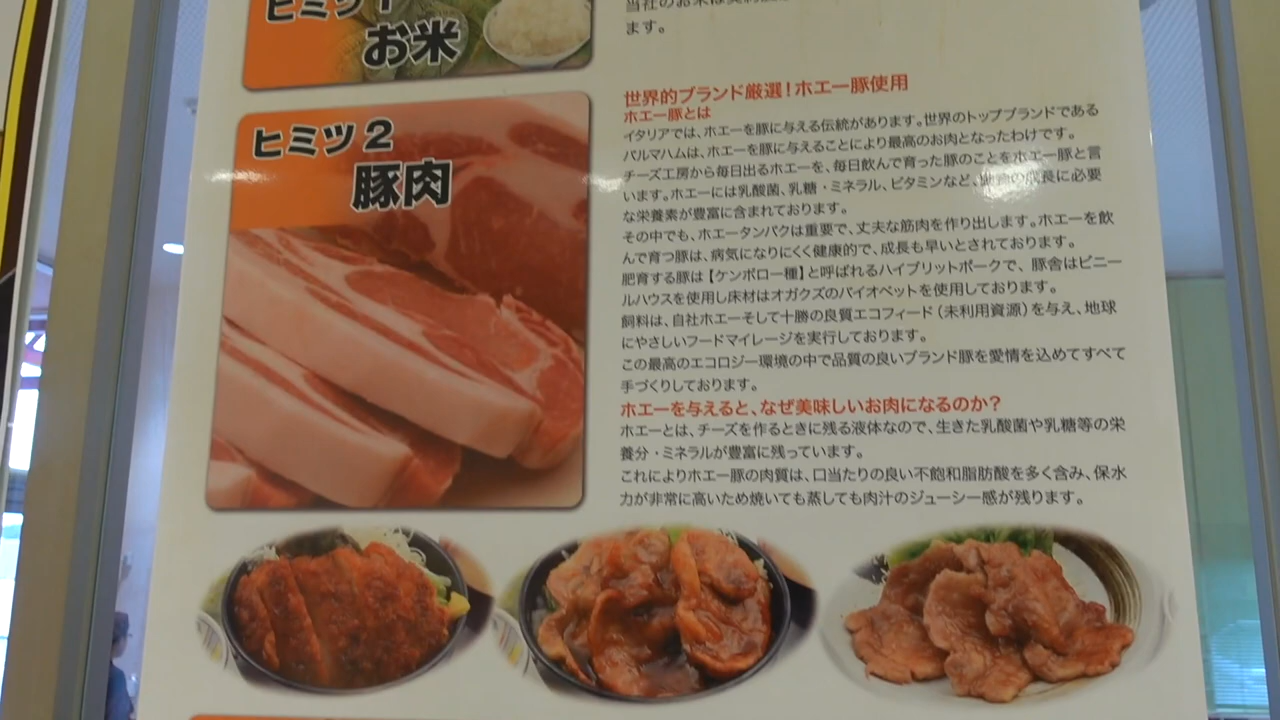 ヒミツ1
お米
当社のお米は
ます。
ヒミツ2
豚肉
世界的ブランド厳選!ホエー豚使用
ホエー豚とは
イタリアでは、ホエーを豚に与える伝統があります。世界のトップブランドである
パルマハムは、ホエーを豚に与えることにより最高のお肉となったわけです。
チーズ工房から毎日出るホエーを、毎日飲んで育った豚のことをホエー豚と言
います。ホエーには乳酸菌、乳糖・ミネラル、ビタミンなど、成長に必要
な栄養素が豊富に含まれております。
その中でも、ホエータンパクは重要で、丈夫な筋肉を作り出します。ホエーを飲
んで育つ豚は、病気になりにくく健康的で、成長も早いとされております。
肥育する豚は【ケンボロー種】と呼ばれるハイブリットポークで、豚舎はビニー
ルハウスを使用し床材はオガクズのバイオベットを使用しております。
飼料は、自社ホエーそして十勝の良質エコフィード(未利用資源)を与え、地球
にやさしいフードマイレージを実行しております。
この最高のエコロジー環境の中で品質の良いブランド豚を愛情を込めてすべて
手づくりしております。
ホエーを与えると、なぜ美味しいお肉になるのか?
ホエーとは、チーズを作るときに残る液体なので、生きた乳酸菌や乳糖等の栄
養分・ミネラルが豊富に残っています。
これによりホエー豚の肉質は、口当たりの良い不飽和脂肪酸を多く含み、保水
力が非常に高いため焼いても蒸しても肉汁のジューシー感が残ります。